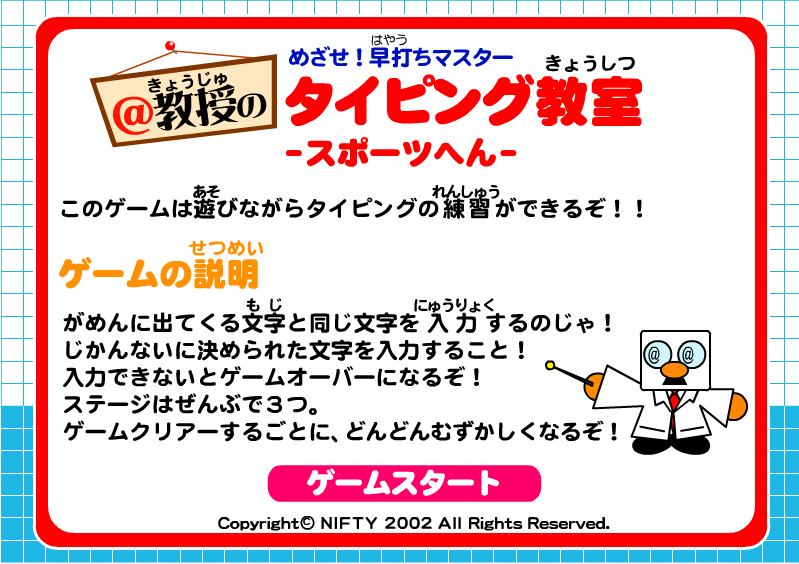 めざせ！早打ちマスター
はやう
@教授の
きょうじゅ
タイピング教室
きょうしつ
-スポーツへん-
あそ れんしゅう
このゲームは遊びながらタイピングの練習ができるぞ！！
せつめい
ゲームの説明
もじ にゅうりょく
がめんに出てくる文字と同じ文字を入力するのじゃ！
じかんないに決められた文字を入力すること！
入力できないとゲームオーバーになるぞ！
ステージはぜんぶで３つ。
ゲームクリアーするごとに、どんどんむずかしくなるぞ！
@ @
ゲームスタート
Copyright© NIFTY 2002 All Rights Reserved.